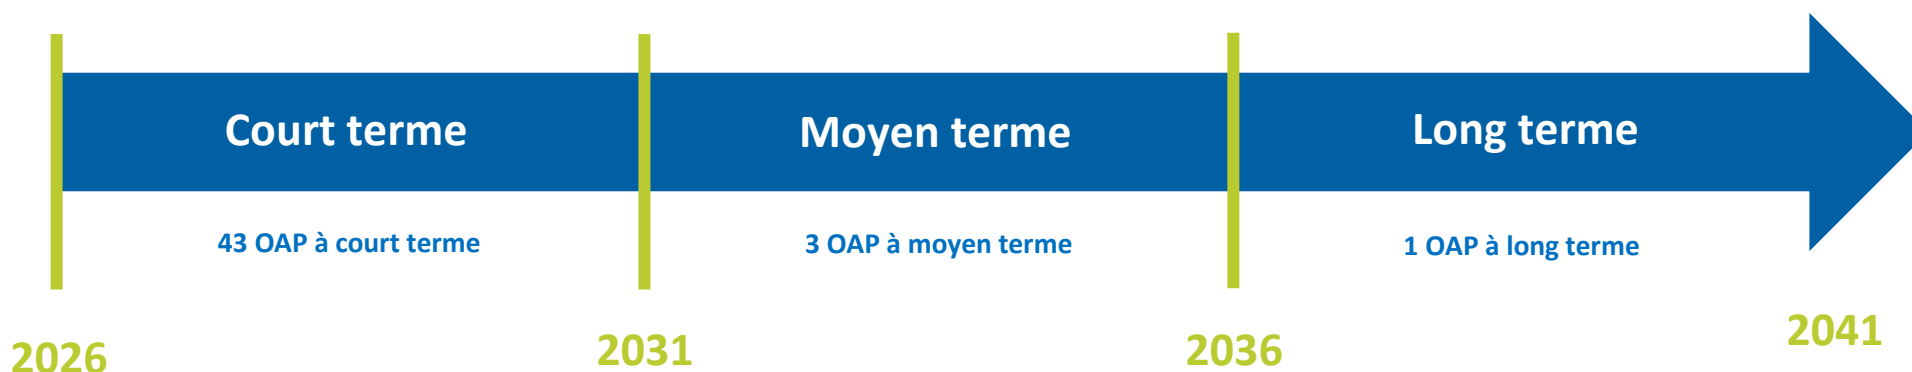 Court terme
Moyen terme
Long terme
43 OAP à court terme
3 OAP à moyen terme
1 OAP à long terme
2026
2031
2036
2041